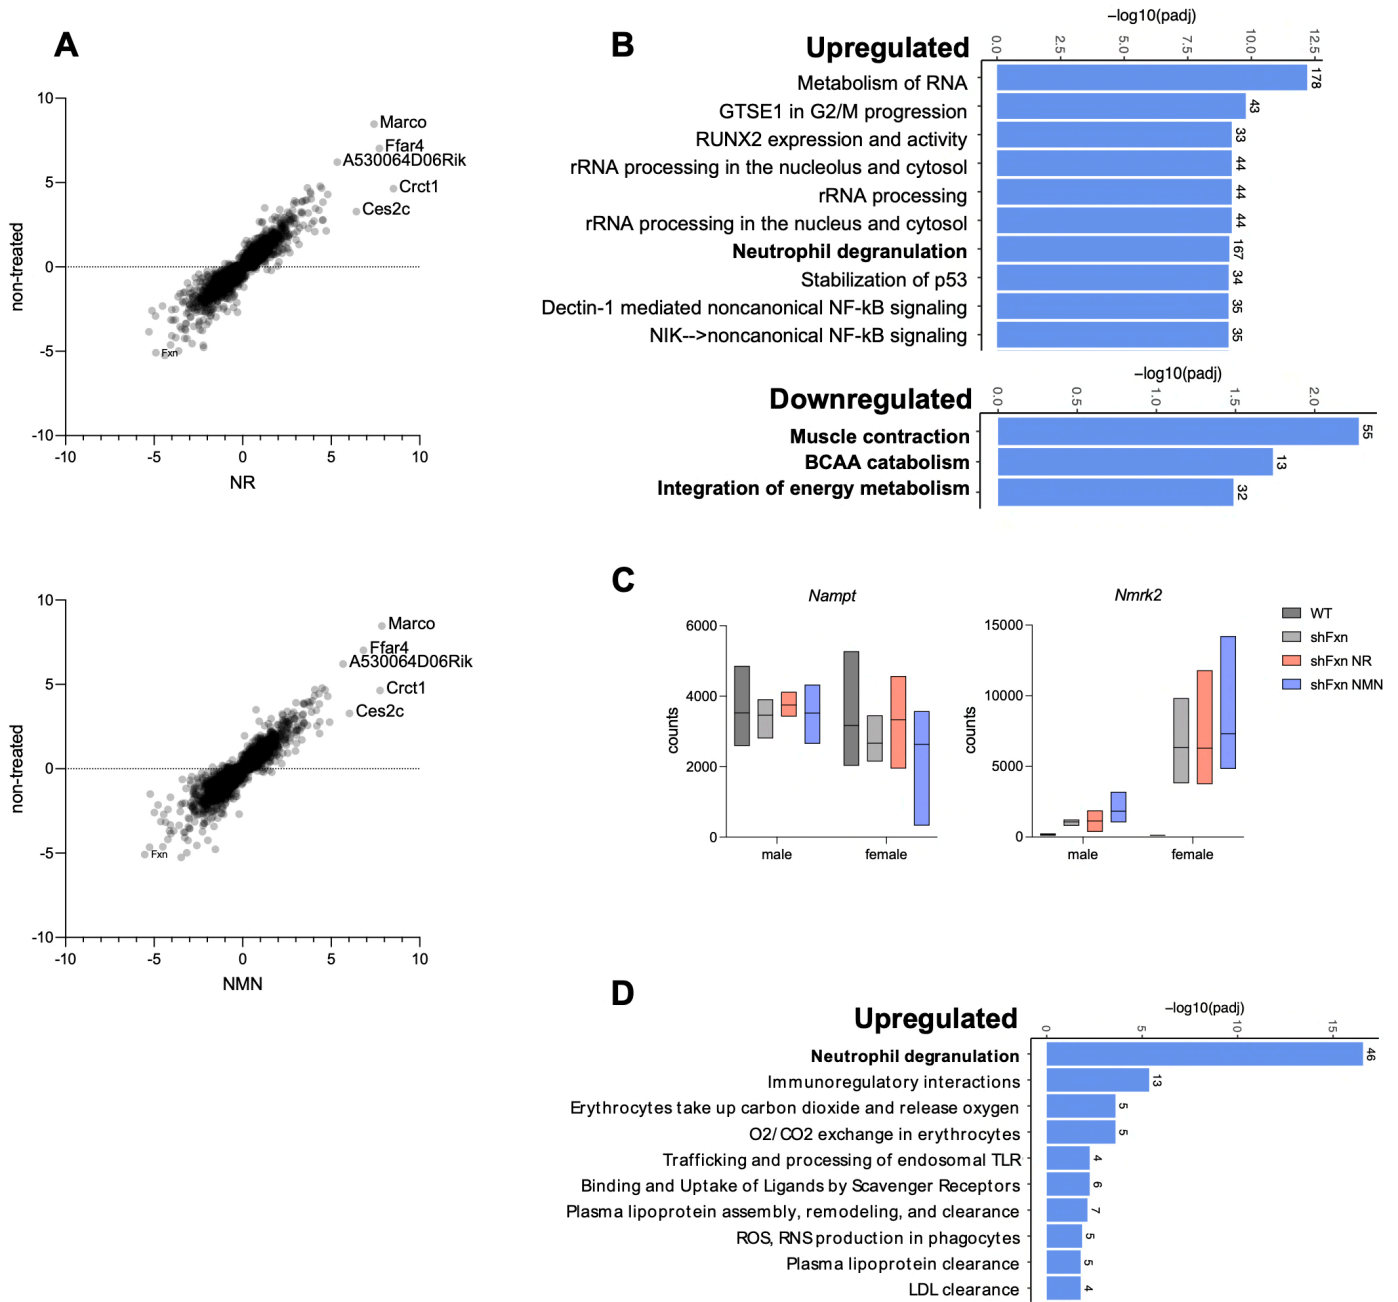 A
10
5
0
-5
-10
non-treated
Marco
Ffar4
A530064D06Rik
Crct1
Ces2c
Fxn
-10
-5
0
5
10
NR
10
5
0
-5
-10
non-treated
Marco
Ffar4
A530064D06Rik
Crct1
Ces2c
Fxn
-10
-5
0
5
10
NMN
B
−log10(padj)
Upregulated
0.0
2.5
5.0
7.5
10.0
12.5
Metabolism of RNA
178
GTSE1 in G2/M progression
43
RUNX2 expression and activity
33
rRNA processing in the nucleolus and cytosol
44
rRNA processing
44
rRNA processing in the nucleus and cytosol
44
Neutrophil degranulation
167
Stabilization of p53
34
Dectin-1 mediated noncanonical NF-kB signaling
35
NIK-->noncanonical NF-kB signaling
35
−log10(padj)
Downregulated
0.0
0.5
1.0
1.5
2.0
Muscle contraction
55
BCAA catabolism
13
Integration of energy metabolism
32
C
Nampt
6000
4000
2000
0
counts
male
female
Nmrk2
15000
10000
5000
0
counts
male
female
WT
shFxn
shFxn NR
shFxn NMN
D
−log10(padj)
Upregulated
0
5
10
15
Neutrophil degranulation
46
Immunoregulatory interactions
13
Erythrocytes take up carbon dioxide and release oxygen
5
O2/CO2 exchange in erythrocytes
5
Trafficking and processing of endosomal TLR
4
Binding and Uptake of Ligands by Scavenger Receptors
6
Plasma lipoprotein assembly, remodeling, and clearance
7
ROS, RNS production in phagocytes
5
Plasma lipoprotein clearance
5
LDL clearance
4